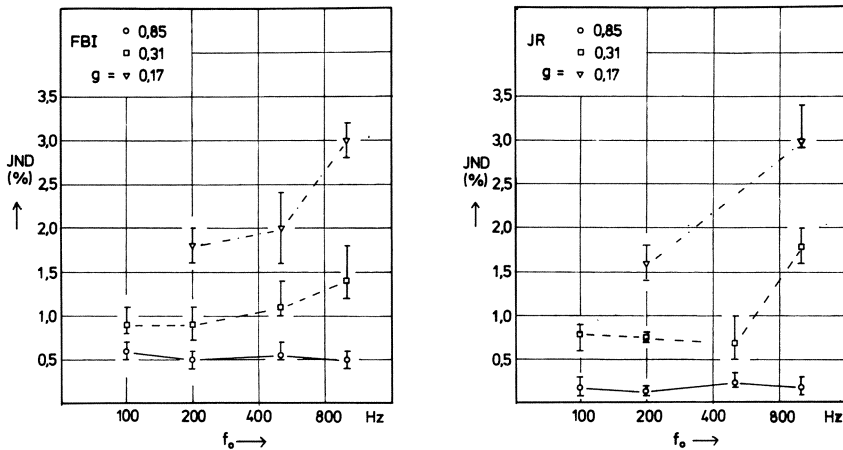 FBI
○ 0,85
□ 0,31
g = ▽ 0,17
3,5
3,0
JND
(%)
2,5
2,0
1,5
1,0
0,5
100 200 400 800 Hz
f₀
JR
○ 0,85
□ 0,31
g = ▽ 0,17
3,5
3,0
JND
(%)
2,5
2,0
1,5
1,0
0,5
100 200 400 800 Hz
f₀